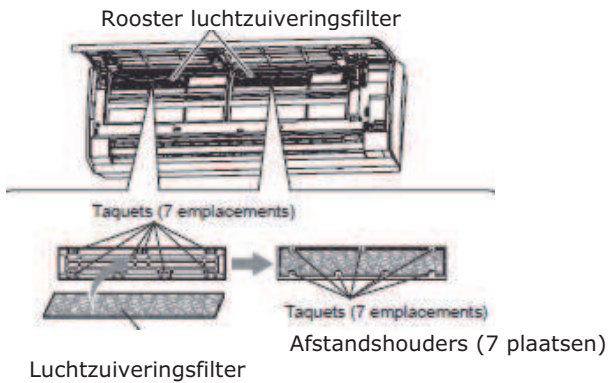 Rooster luchtzuiveringsfilter
Taquets (7 emplacements)
Taquets (7 emplacements)
Afstandshouders (7 plaatsen)
Luchtzuiveringsfilter